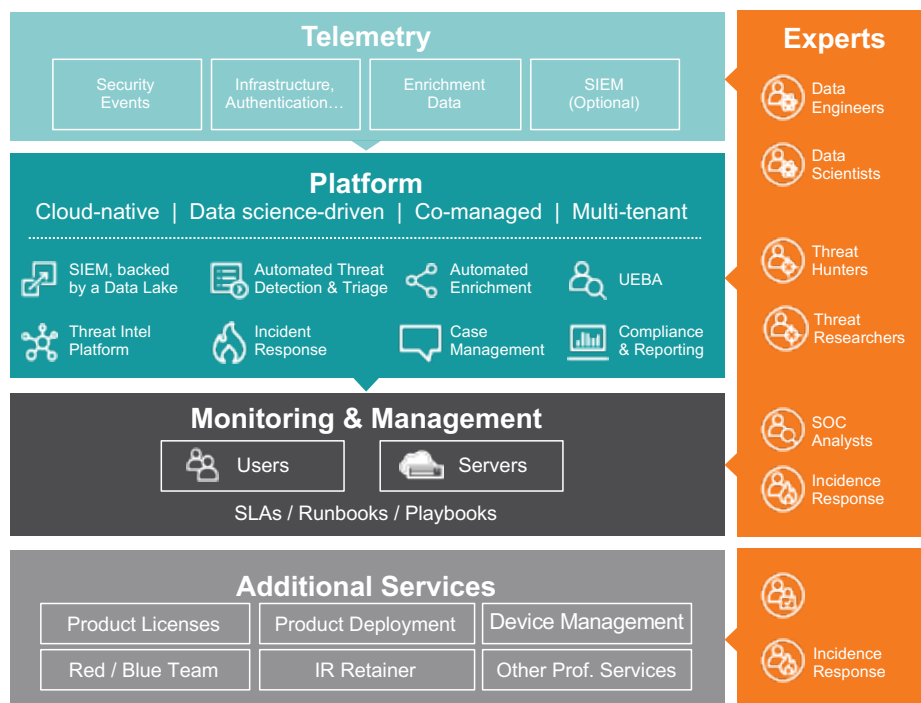 Telemetry
Security
Events
Infrastructure,
Authentication…
Enrichment
Data
SIEM
(Optional)
Platform
Cloud-native | Data science-driven | Co-managed | Multi-tenant
SIEM, backed
by a Data Lake
Automated Threat
Detection & Triage
Automated
Enrichment
UEBA
Threat Intel
Platform
Incident
Response
Case
Management
Compliance
& Reporting
Monitoring & Management
Users
Servers
SLAs / Runbooks / Playbooks
Additional Services
Product Licenses
Product Deployment
Device Management
Red / Blue Team
IR Retainer
Other Prof. Services
Experts
Data
Engineers
Data
Scientists
Threat
Hunters
Threat
Researchers
SOC
Analysts
Incidence
Response
Incidence
Response